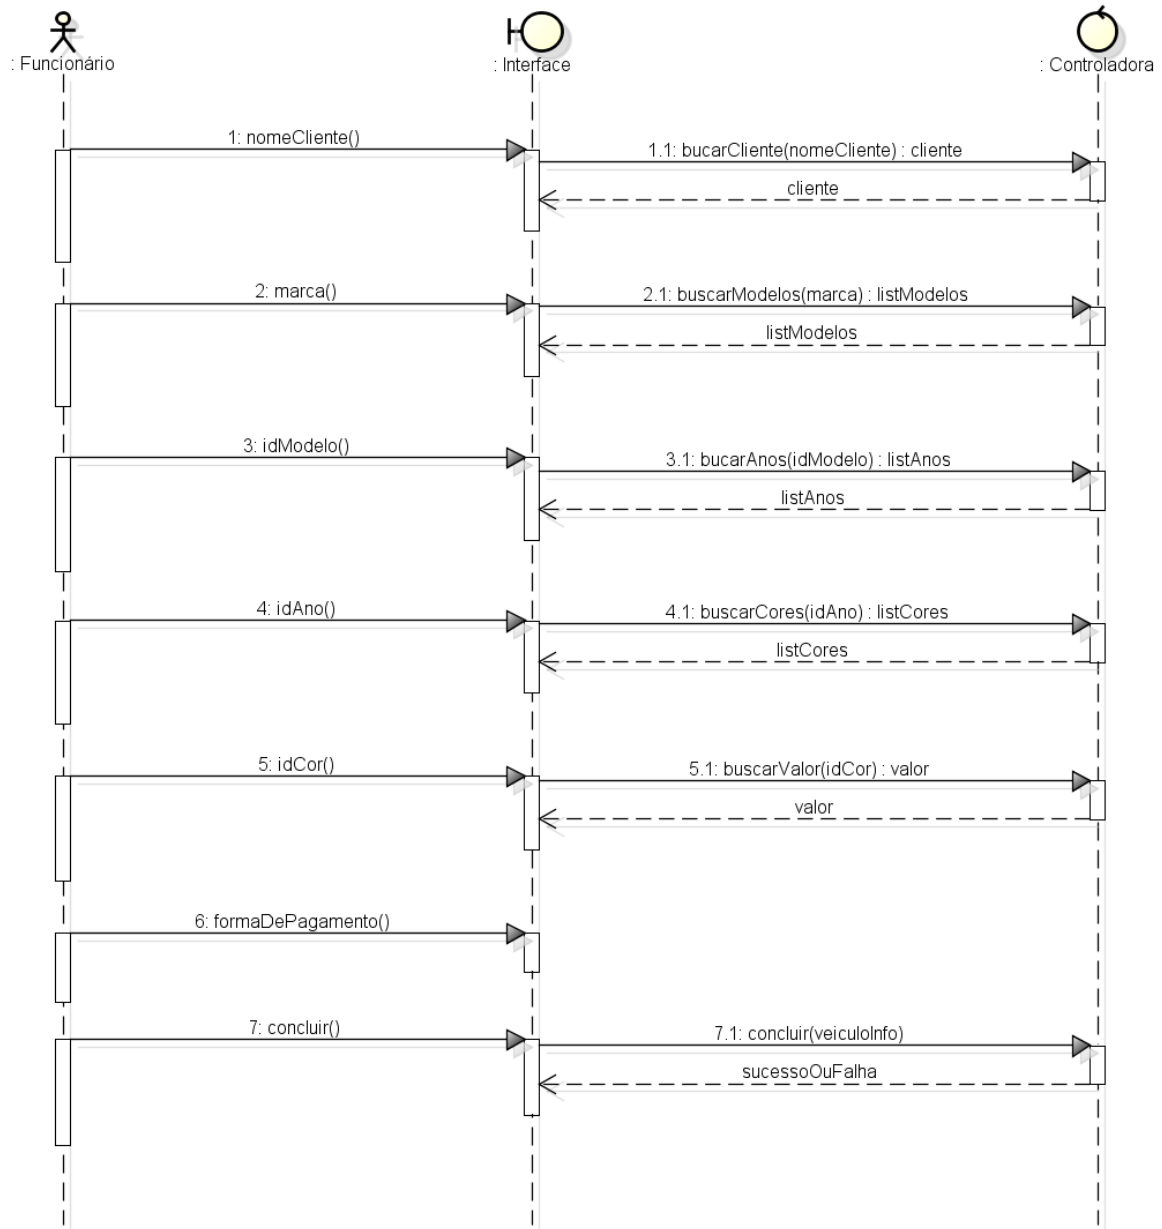 : Funcionário
: Interface
: Controladora
1: nomeCliente()
1.1: bucarCliente(nomeCliente) : cliente
cliente
2: marca()
2.1: buscarModelos(marca) : listModelos
listModelos
3: idModelo()
3.1: bucarAnos(idModelo) : listAnos
listAnos
4: idAno()
4.1: buscarCores(idAno) : listCores
listCores
5: idCor()
5.1: buscarValor(idCor) : valor
valor
6: formaDePagamento()
7: concluir()
7.1: concluir(veiculoInfo)
sucessoOuFalha